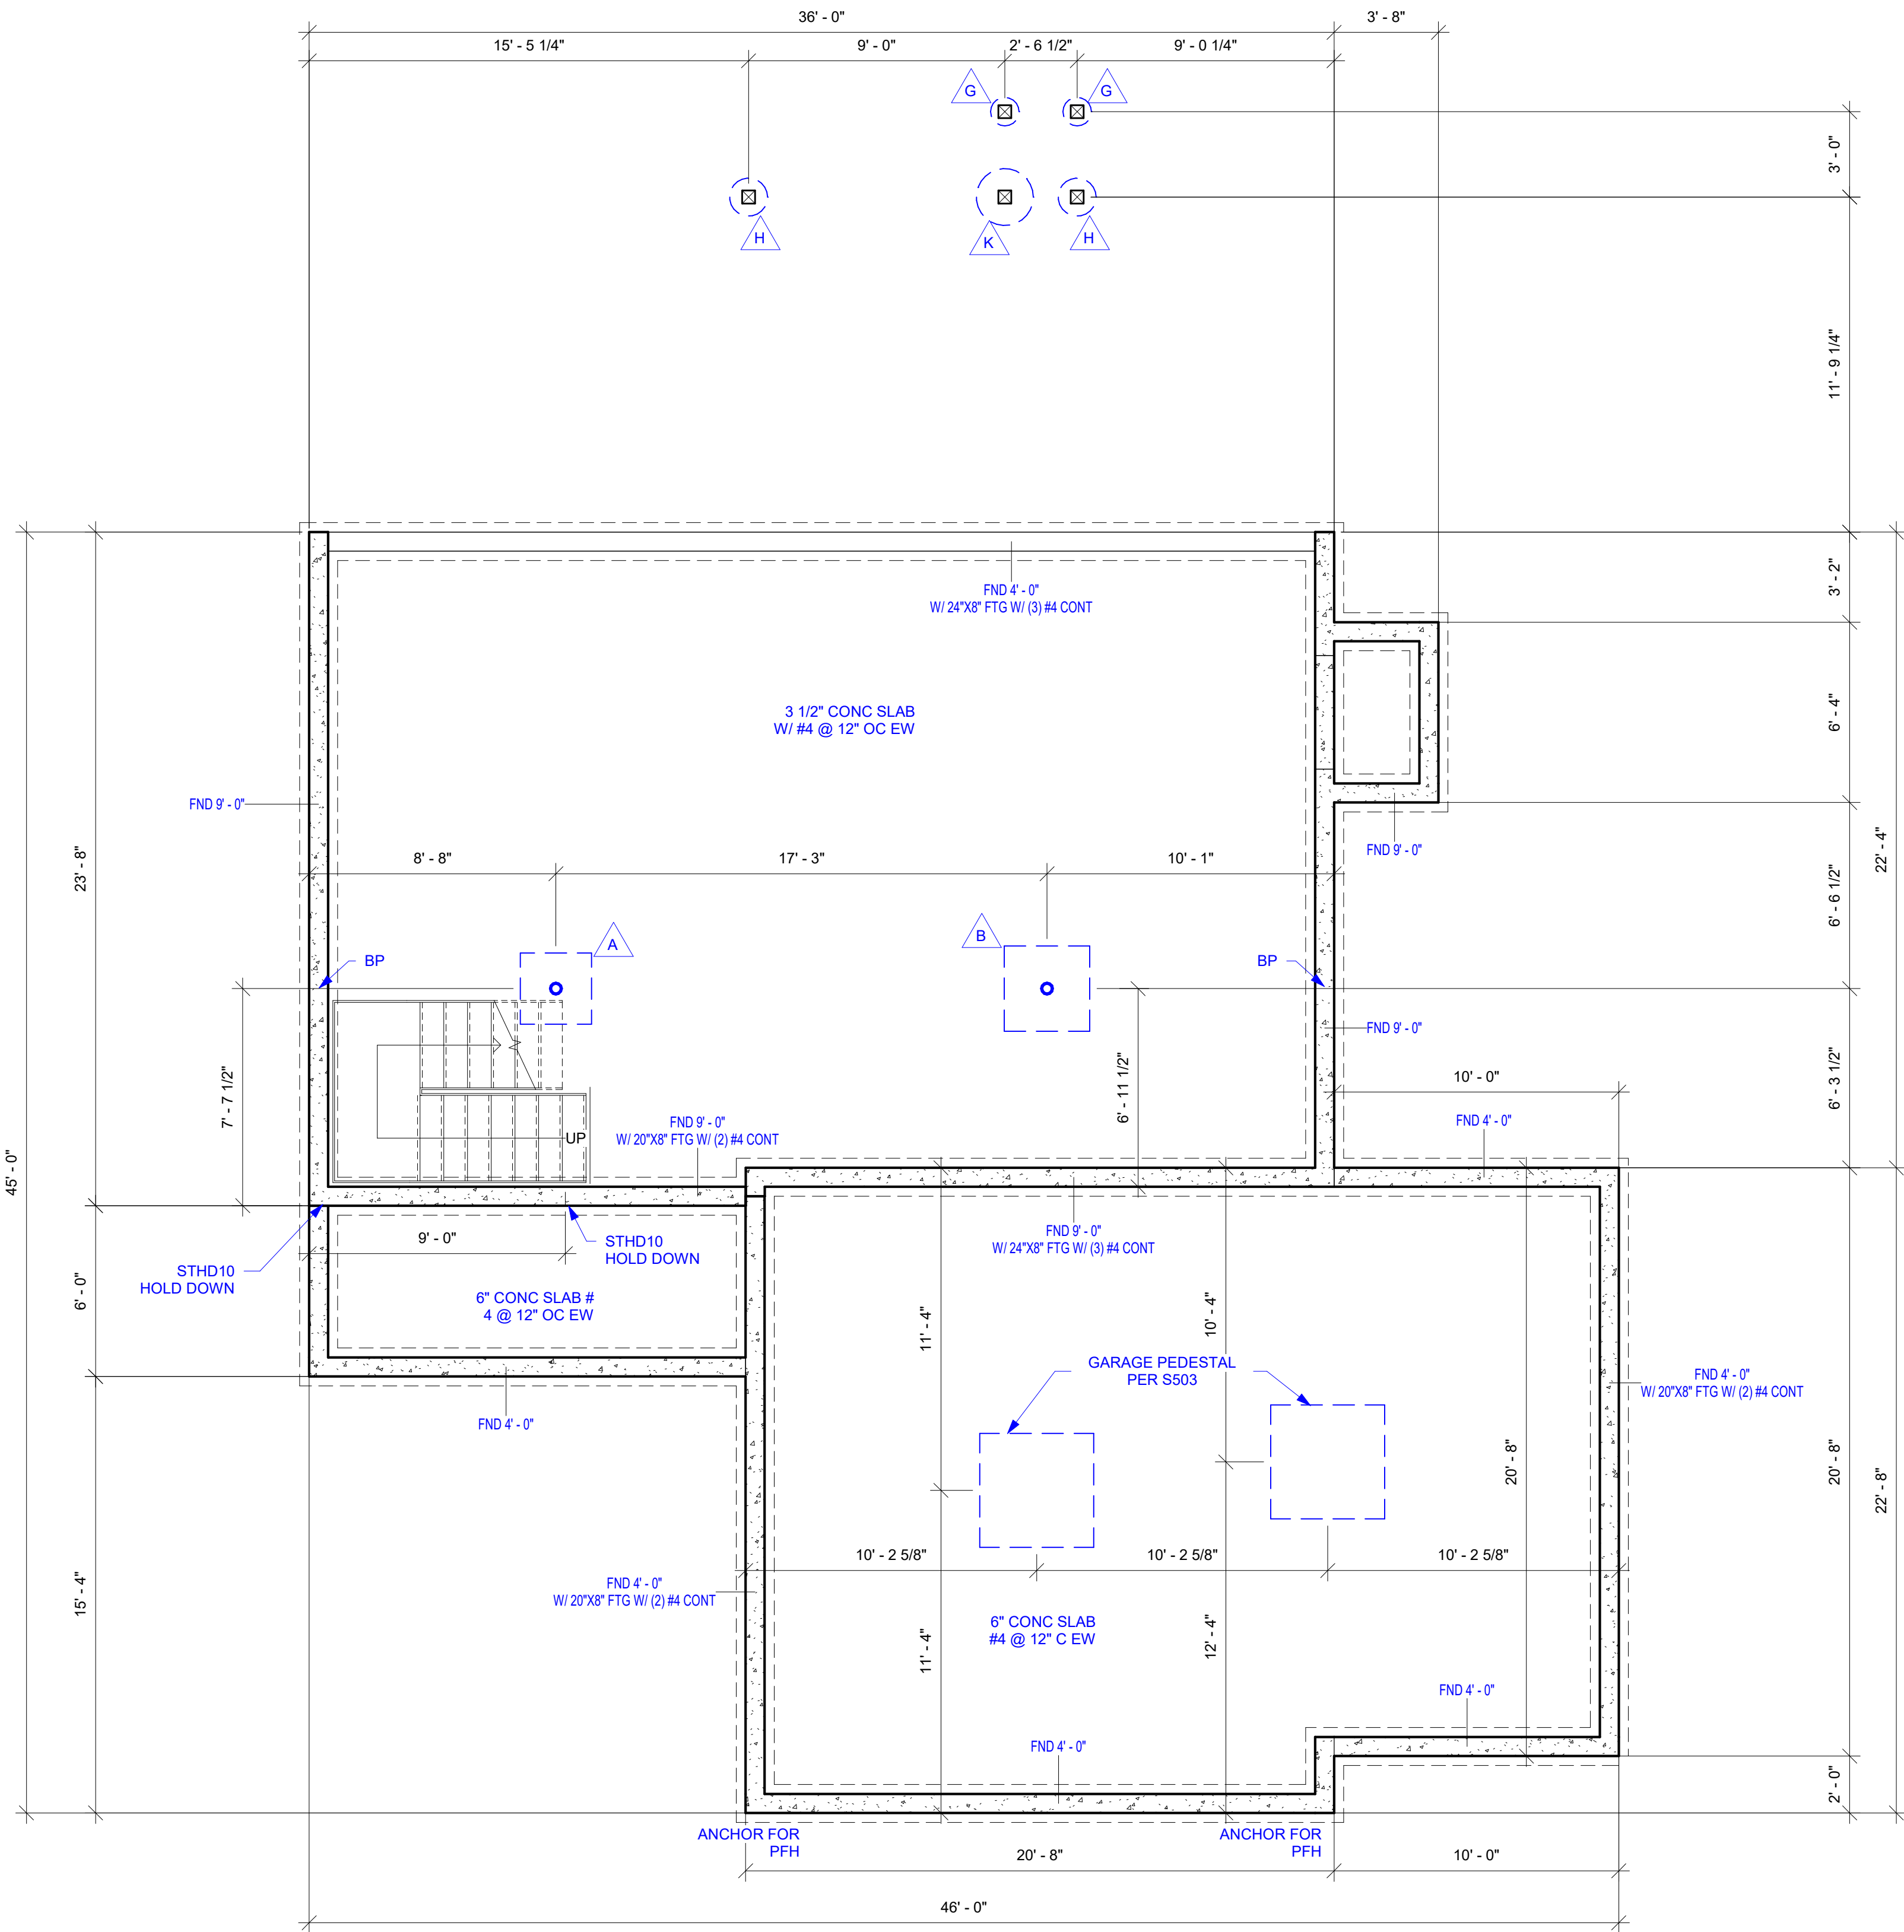 36' - 0"
3' - 8"
15' - 5 1/4"
9' - 0"
2' - 6 1/2"
9' - 0 1/4"
G
G
3' - 0"
H
K
H
11' - 9 1/4"
FND 4' - 0"
W/ 24"X8" FTG W/ (3) #4 CONT
3' - 2"
3 1/2" CONC SLAB
W/ #4 @ 12" OC EW
6' - 4"
FND 9' - 0"
23' - 8"
8' - 8"
17' - 3"
10' - 1"
FND 9' - 0"
22' - 4"
6' - 6 1/2"
A
B
BP
BP
FND 9' - 0"
7' - 7 1/2"
6' - 11 1/2"
10' - 0"
6' - 3 1/2"
FND 4' - 0"
UP
FND 9' - 0"
W/ 20"X8" FTG W/ (2) #4 CONT
45' - 0"
9' - 0"
STHD10
HOLD DOWN
STHD10
HOLD DOWN
FND 9' - 0"
W/ 24"X8" FTG W/ (3) #4 CONT
6' - 0"
6" CONC SLAB #
4 @ 12" OC EW
11' - 4"
10' - 4"
GARAGE PEDESTAL
PER S503
FND 4' - 0"
W/ 20"X8" FTG W/ (2) #4 CONT
FND 4' - 0"
20' - 8"
20' - 8"
22' - 8"
10' - 2 5/8"
10' - 2 5/8"
10' - 2 5/8"
15' - 4"
FND 4' - 0"
W/ 20"X8" FTG W/ (2) #4 CONT
11' - 4"
6" CONC SLAB
#4 @ 12" C EW
12' - 4"
FND 4' - 0"
FND 4' - 0"
2' - 0"
ANCHOR FOR
PFH
ANCHOR FOR
PFH
20' - 8"
10' - 0"
46' - 0"